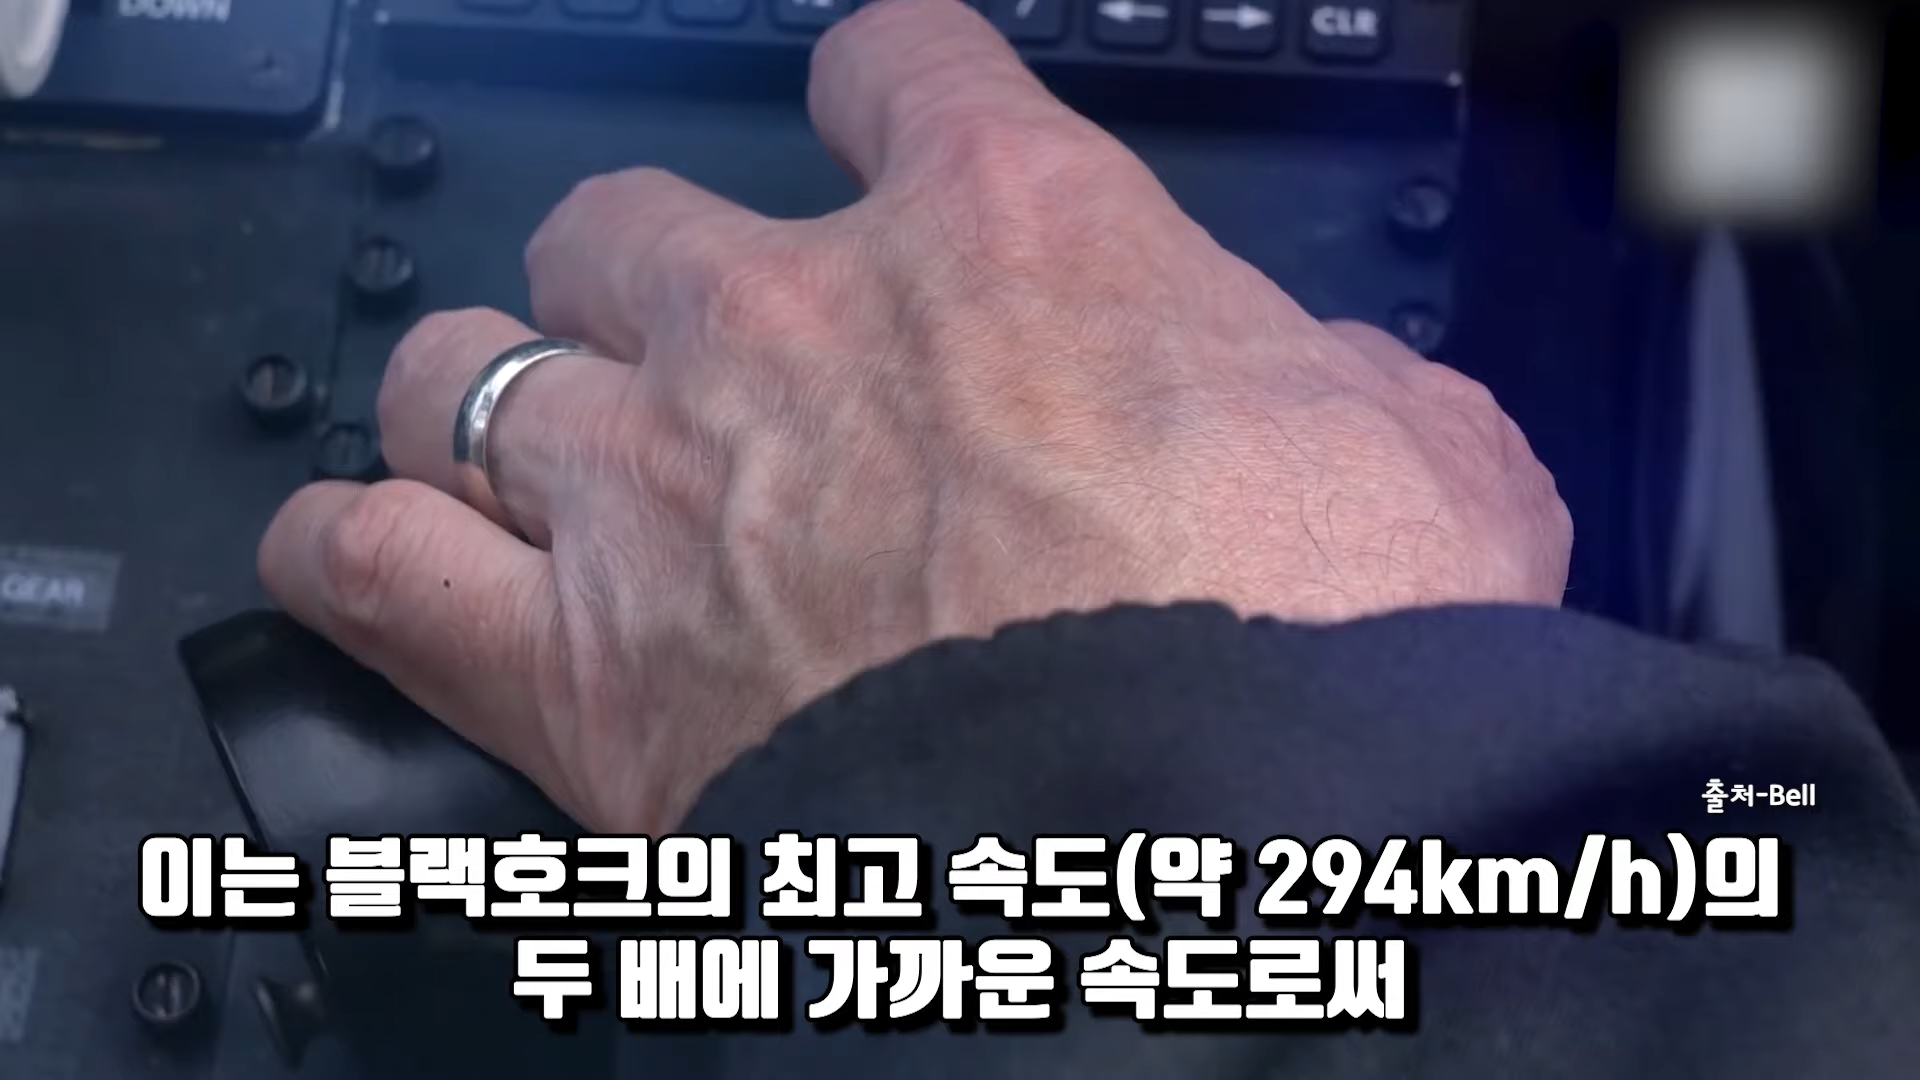 DOWN
CLR
GEAR
출처-Bell
이는 블랙호크의 최고 속도(약 294km/h)의
두 배에 가까운 속도로써